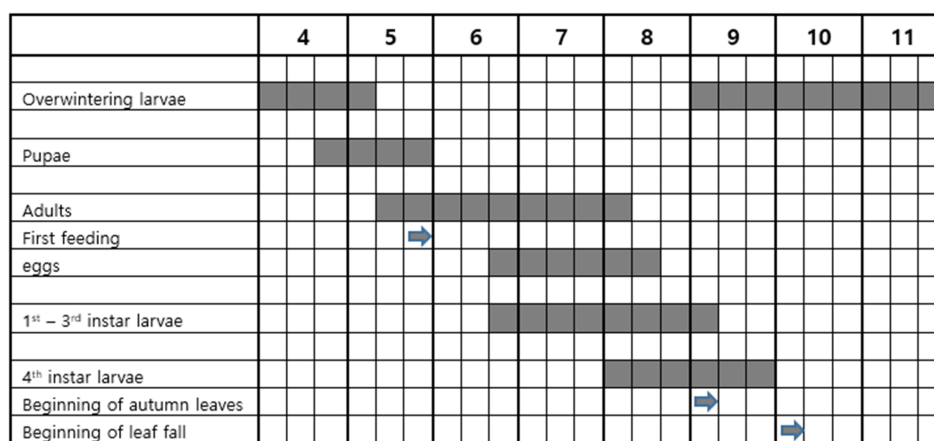 4 5 6 7 8 9 10 11
Overwintering larvae
Pupae
Adults
First feeding
eggs
1st – 3rd instar larvae
4th instar larvae
Beginning of autumn leaves
Beginning of leaf fall